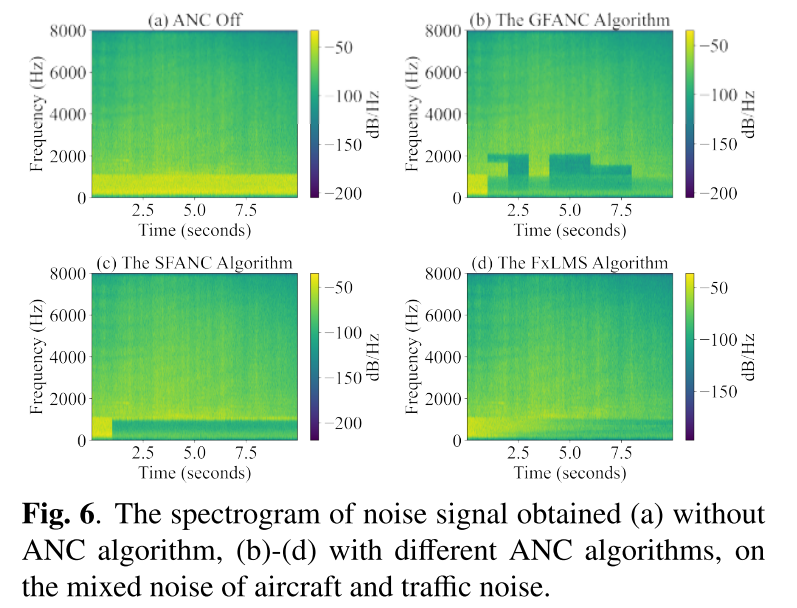 (a) ANC Off
8000
6000
4000
2000
0
Frequency (Hz)
2.5 5.0 7.5
Time (seconds)
−50
−100
−150
−200
dB/Hz
(b) The GFANC Algorithm
8000
6000
4000
2000
0
Frequency (Hz)
2.5 5.0 7.5
Time (seconds)
−50
−100
−150
−200
dB/Hz
(c) The SFANC Algorithm
8000
6000
4000
2000
0
Frequency (Hz)
2.5 5.0 7.5
Time (seconds)
−50
−100
−150
−200
dB/Hz
(d) The FxLMS Algorithm
8000
6000
4000
2000
0
Frequency (Hz)
2.5 5.0 7.5
Time (seconds)
−50
−100
−150
dB/Hz
Fig. 6. The spectrogram of noise signal obtained (a) without
ANC algorithm, (b)-(d) with different ANC algorithms, on
the mixed noise of aircraft and traffic noise.